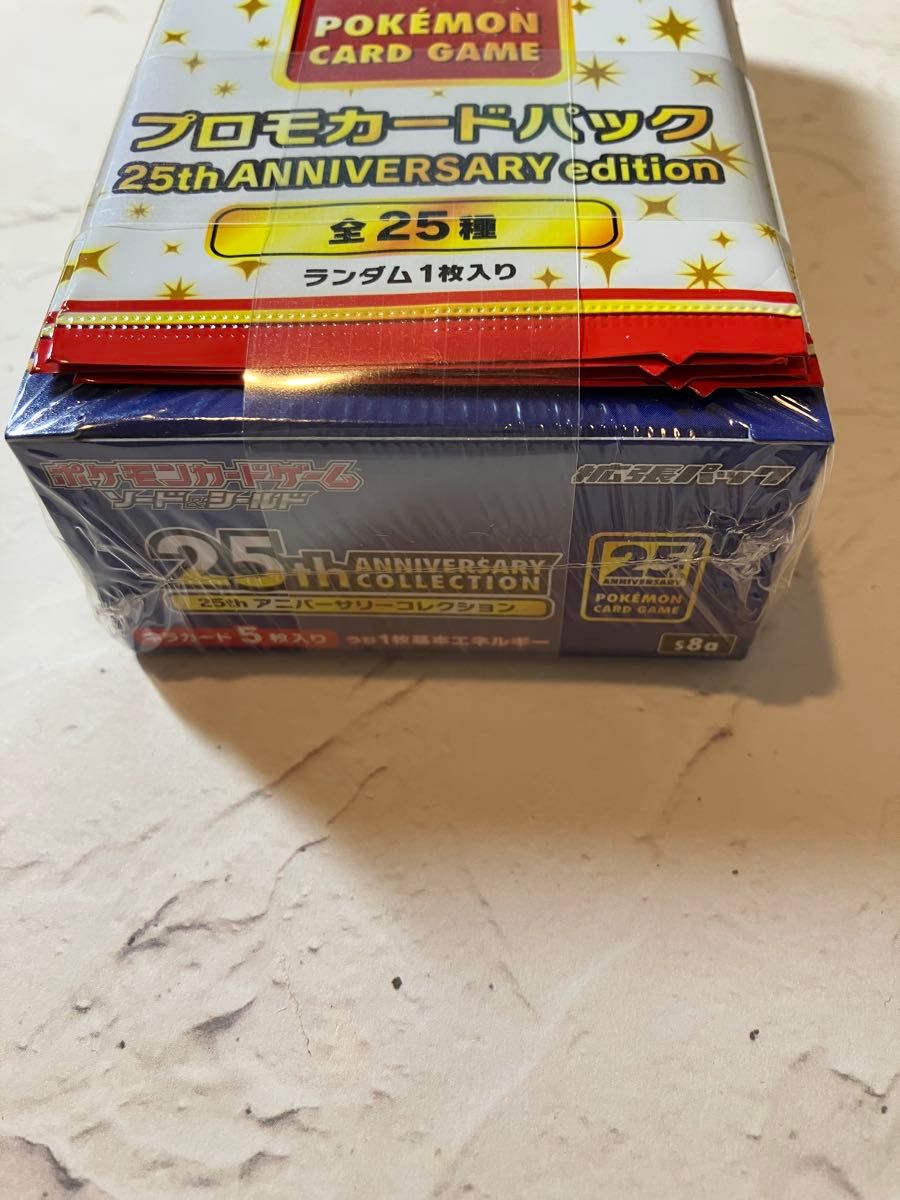 POKÉMON
CARD GAME
プロモカードパック
25th ANNIVERSARY edition
全25種
ランダム1枚入り
ポケモンカードゲーム
ソード&シールド
拡張パック
25th ANNIVERSARY
COLLECTION
25th アニバーサリーコレクション
キラカード5枚入り うち1枚基本エネルギー
25
ANNIVERSARY
POKÉMON
CARD GAME
s8a